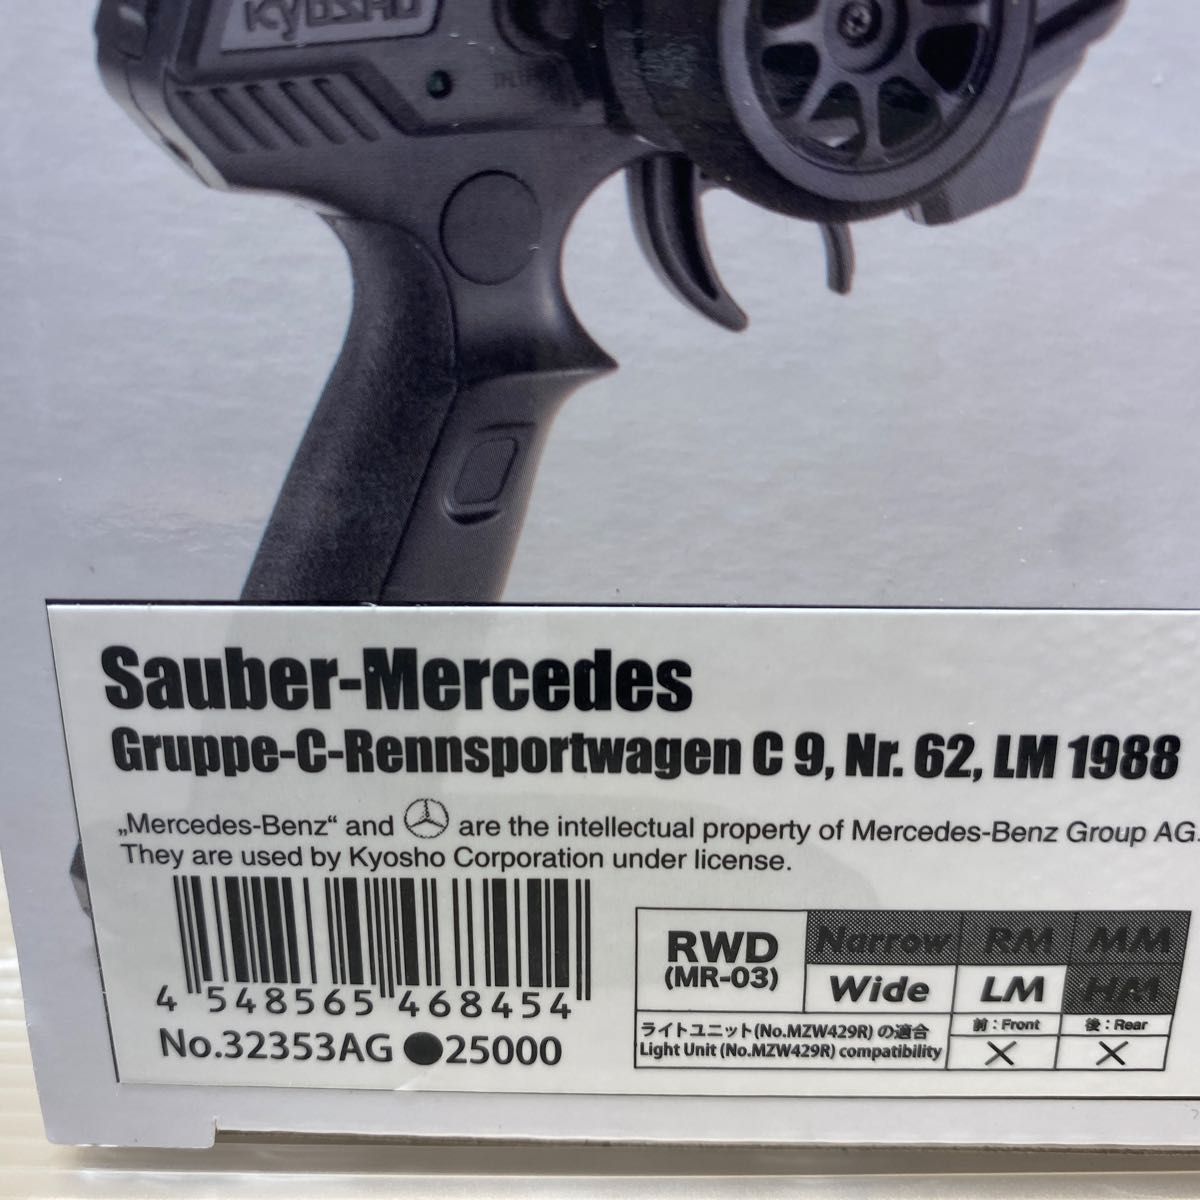 KYOSHO
Sauber-Mercedes
Gruppe-C-Rennsportwagen C 9, Nr. 62, LM 1988
„Mercedes-Benz“ and are the intellectual property of Mercedes-Benz Group AG.
They are used by Kyosho Corporation under license.
4 548565 468454
No.32353AG ●25000
RWD
(MR-03)
Narrow RM MM
Wide LM HM
ライトユニット(No.MZW429R) の適合
Light Unit (No.MZW429R) compatibility
前 : Front 後 : Rear
× ×